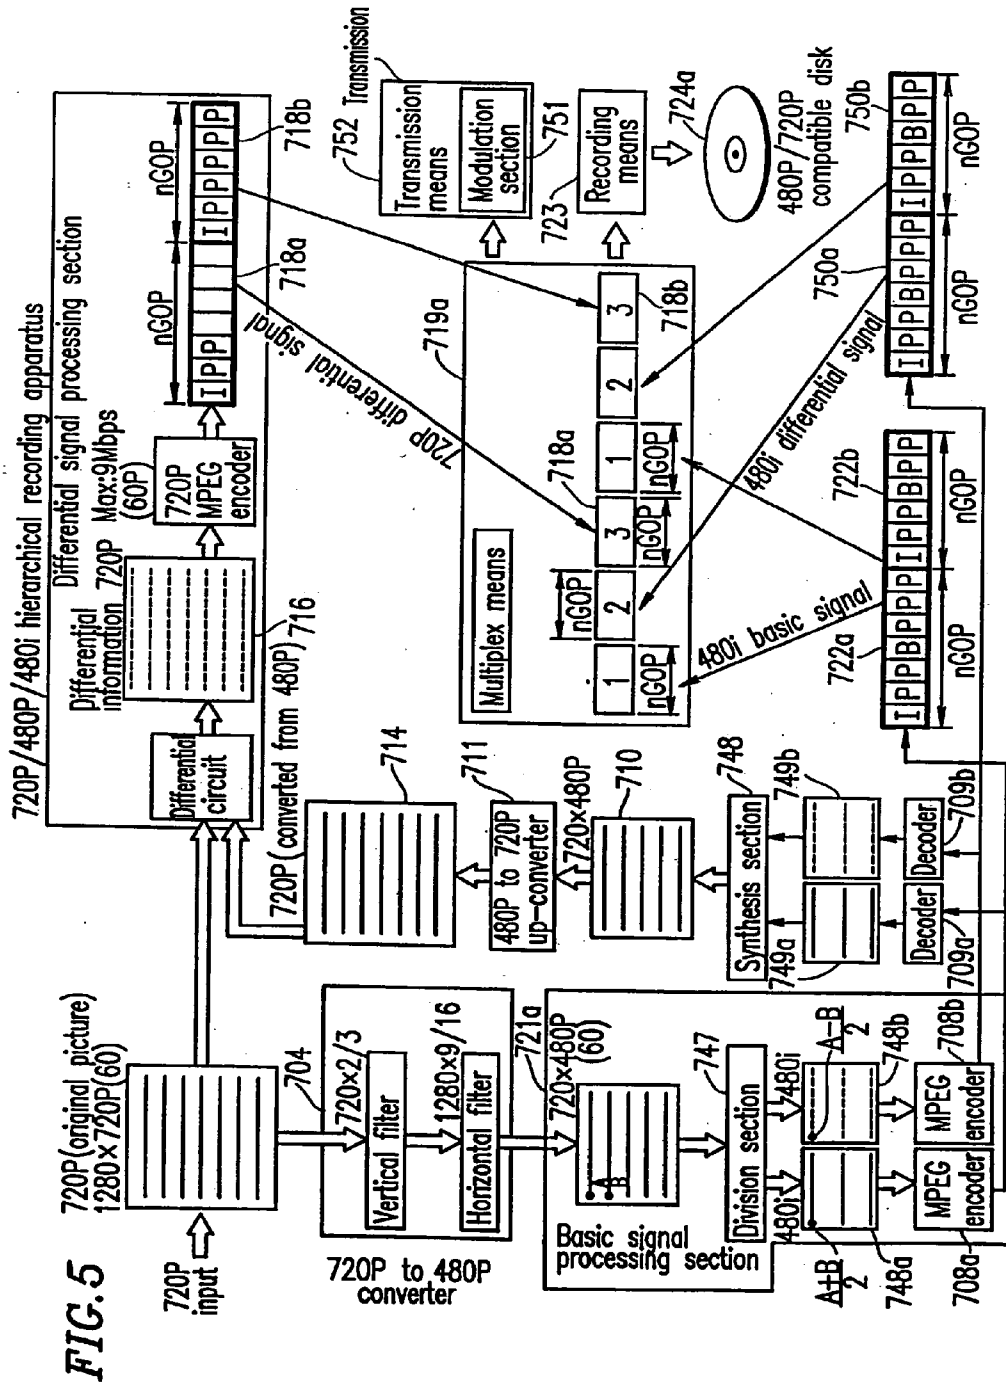 FIG.5
720P/480P/480i hierarchical recording apparatus
Differential signal processing section
720P(original picture)
1280×720P(60)
720P
input
Differential
circuit
Differential
information 720P
716
Max:9Mbps
(60P)
720P
MPEG
encoder
nGOP
nGOP
I P P
I P P P P P
718a
718b
720P differential
signal
704
720×2/3
Vertical filter
1280×9/16
Horizontal filter
720P to 480P
converter
720P(converted from 480P)
714
711
480P to 720P
up-converter
720×480P
710
748
Synthesis section
749a
749b
Decoder
Decoder
709a
709b
719a
Multiplex means
1
2
3
1
2
3
nGOP
nGOP
nGOP
nGOP
718a
718b
752
Transmission
Transmission
means
Modulation
section
751
723
Recording
means
724a
480P/720P
compatible disk
721a
720×480P
(60)
A
B
Basic signal
processing section
747
Division section
480i
480i
A+B
2
A-B
2
748a
748b
MPEG
encoder
MPEG
encoder
708a
708b
480i basic signal
480i differential signal
722a
722b
I P P B P P I P P B P P
nGOP
nGOP
750a
750b
I P P B P P I P P B P P
nGOP
nGOP